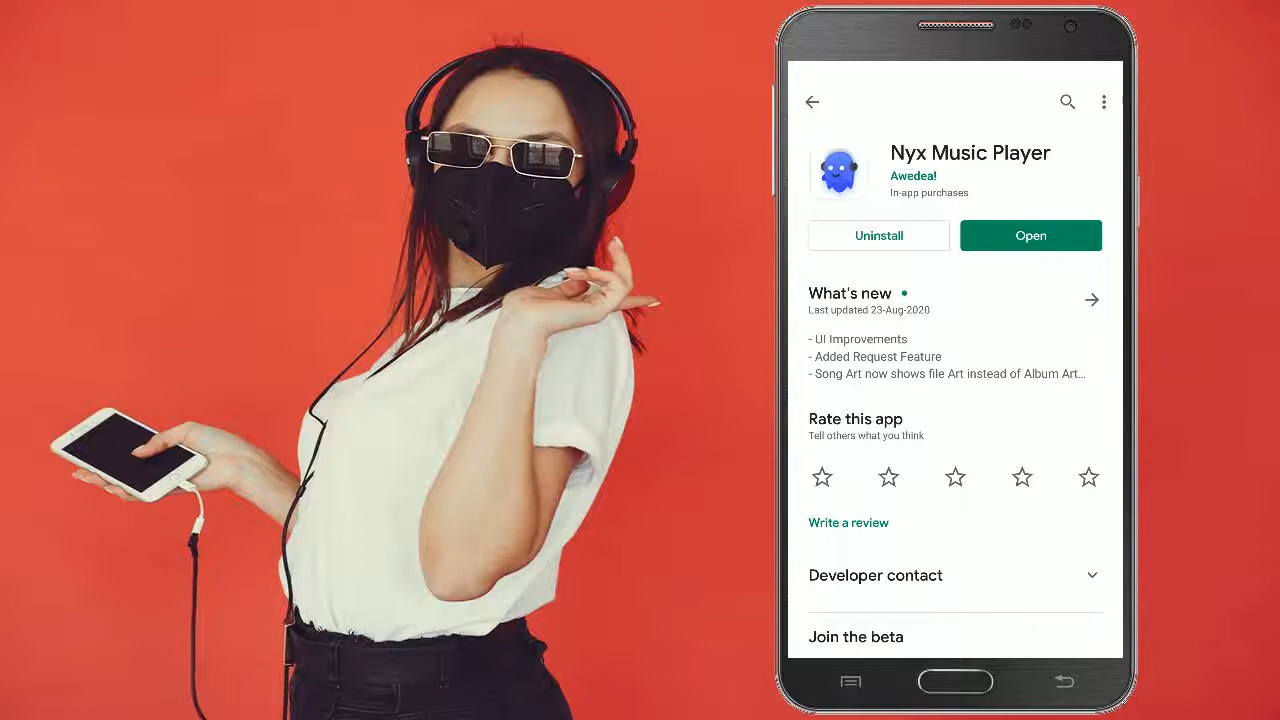 Nyx Music Player
Awedea!
In-app purchases
Uninstall
Open
What's new
Last updated 23-Aug-2020
- UI Improvements
- Added Request Feature
- Song Art now shows file Art instead of Album Art...
Rate this app
Tell others what you think
Write a review
Developer contact
Join the beta